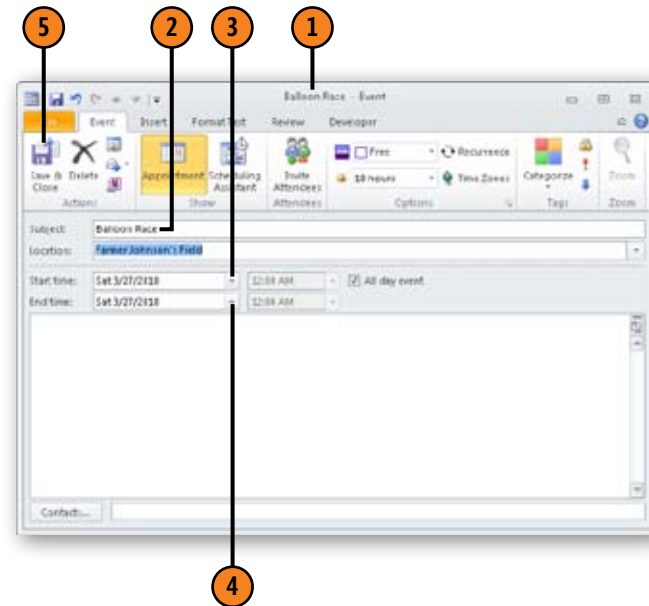 5 2 3 1
Balloon Race - Event
Event Insert Format Text Review Developer
Save & Close Delete Appointment Scheduling Assistant Invite Attendees Free Recurrence Categorize Zoom
18 hours Time Zones
Actions Show Attendees Options Tags Zoom
Subject: Balloon Race
Location: Farmer Johnson's Field
Start time: Sat 3/27/2010 12:00 AM All day event
End time: Sat 3/27/2010 12:00 AM
Contacts...
4